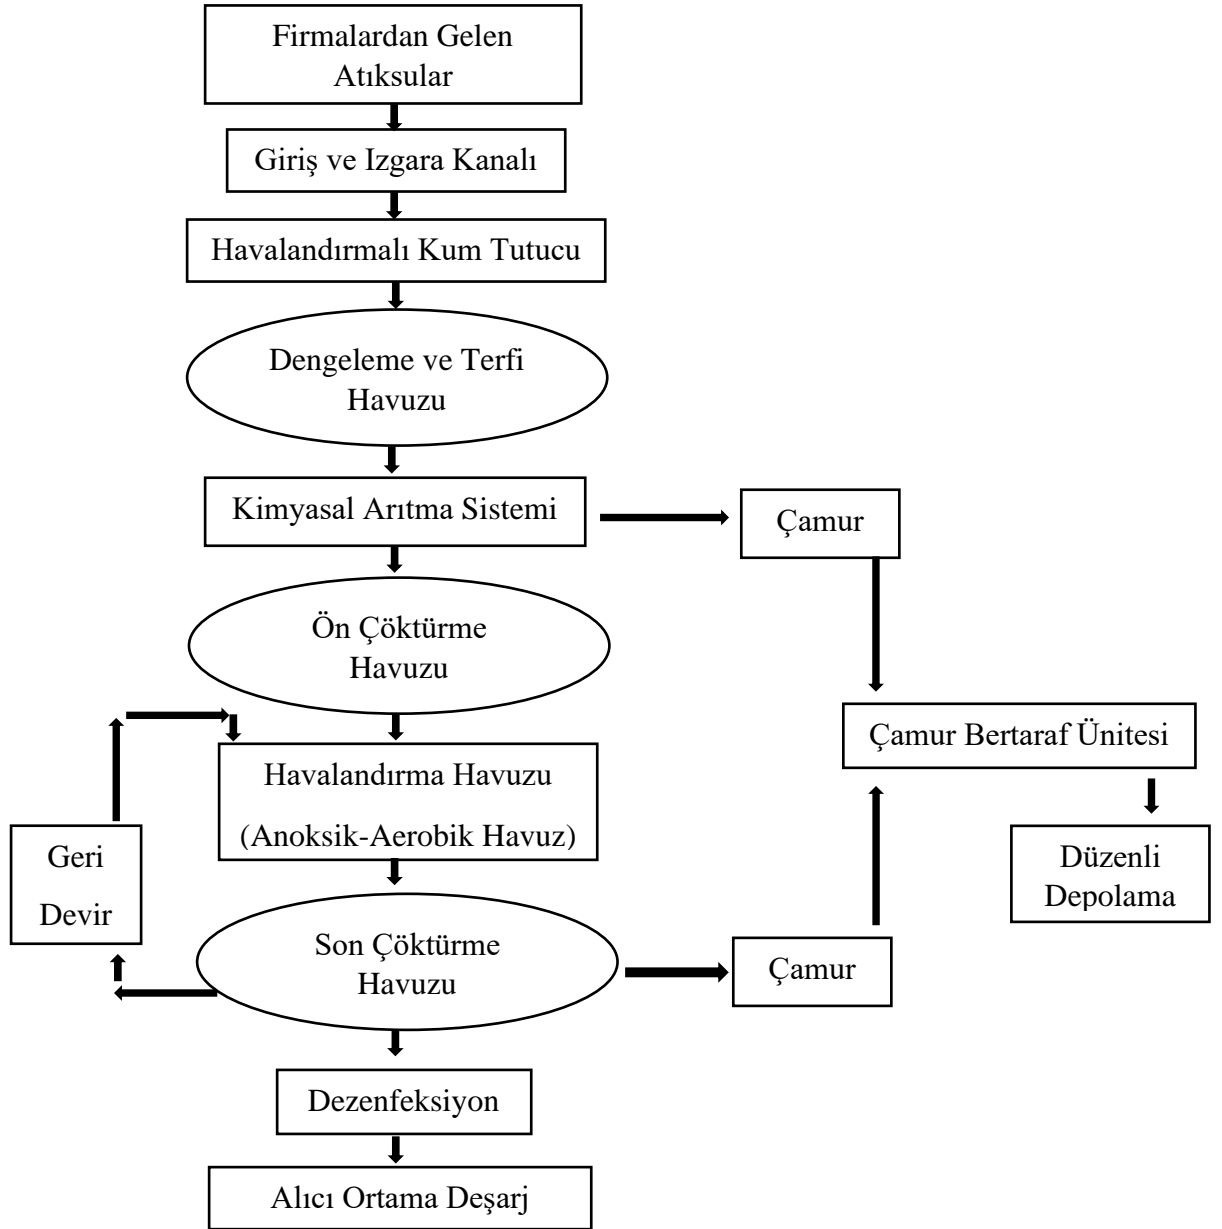 Firmalardan Gelen
Atıksular
Giriş ve Izgara Kanalı
Havalandırmalı Kum Tutucu
Dengeleme ve Terfi
Havuzu
Kimyasal Arıtma Sistemi
Çamur
Ön Çöktürme
Havuzu
Çamur Bertaraf Ünitesi
Havalandırma Havuzu
(Anoksik-Aerobik Havuz)
Geri
Devir
Düzenli
Depolama
Son Çöktürme
Havuzu
Çamur
Dezenfeksiyon
Alıcı Ortama Deşarj